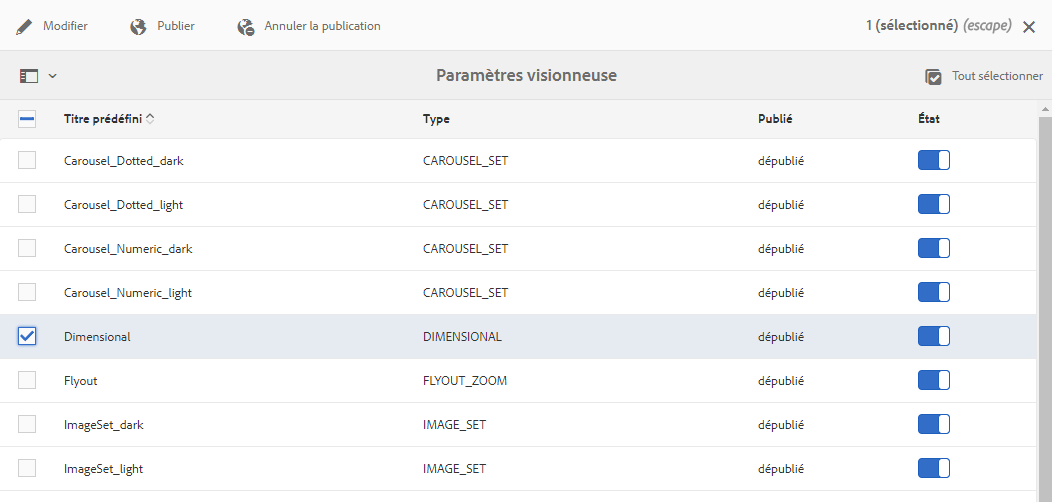 Modifier Publier Annuler la publication 1 (sélectionné) (escape)
Paramètres visionneuse Tout sélectionner
Titre prédéfini Type Publié État
Carousel_Dotted_dark CAROUSEL_SET dépublié
Carousel_Dotted_light CAROUSEL_SET dépublié
Carousel_Numeric_dark CAROUSEL_SET dépublié
Carousel_Numeric_light CAROUSEL_SET dépublié
Dimensional DIMENSIONAL dépublié
Flyout FLYOUT_ZOOM dépublié
ImageSet_dark IMAGE_SET dépublié
ImageSet_light IMAGE_SET dépublié